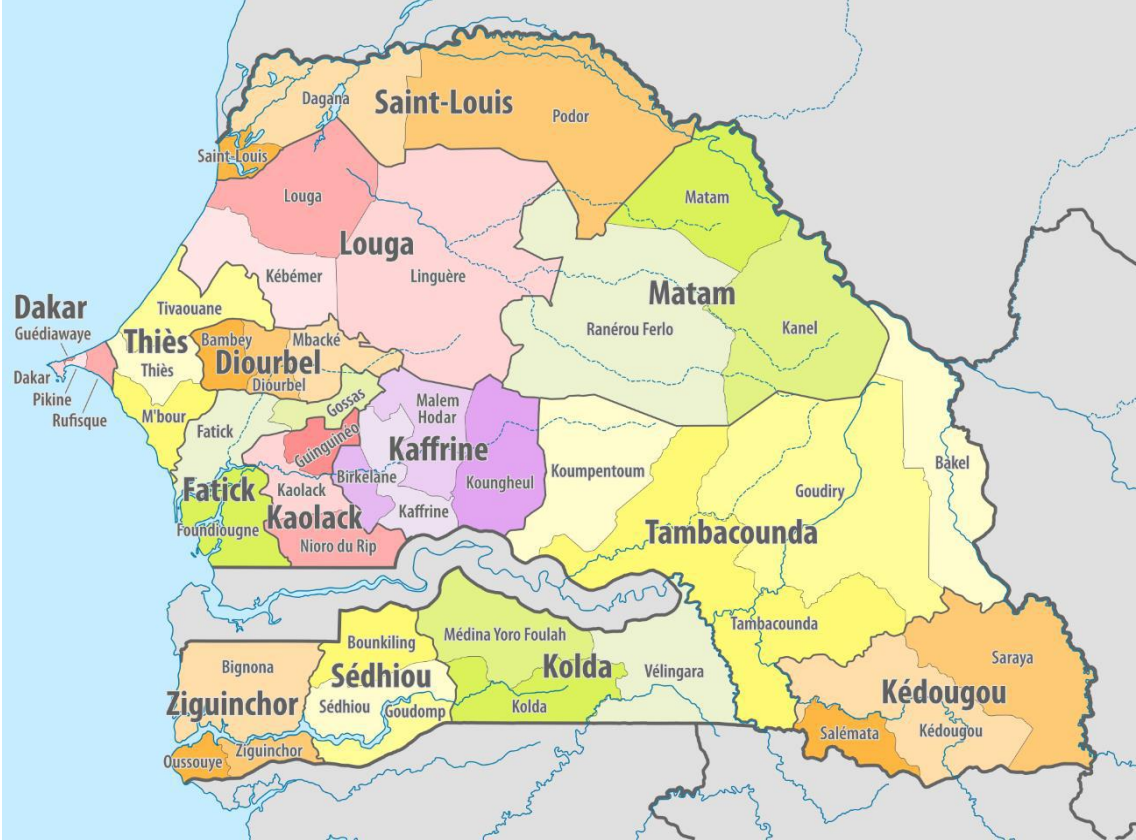 Dagana
Saint-Louis
Podor
Saint-Louis
Louga
Matam
Louga
Kébémer
Linguère
Matam
Dakar
Guédiawaye
Tivaouane
Ranérou Ferlo
Kanel
Thiès
Bambey
Mbacké
Diourbel
Thiès
Dakar
Diourbel
Pikine
Rufisque
M'bour
Gossas
Malem
Hodar
Fatick
Guinguinéo
Kaffrine
Koumpentoum
Bakel
Birkelane
Koungheul
Goudiry
Fatick
Kaolack
Kaffrine
Kaolack
Foundiougne
Nioro du Rip
Tambacounda
Tambacounda
Bounkiling
Médina Yoro Foulah
Bignona
Sédhiou
Kolda
Vélingara
Saraya
Ziguinchor
Sédhiou
Goudomp
Kolda
Kédougou
Salémata
Kédougou
Ziguinchor
Oussouye